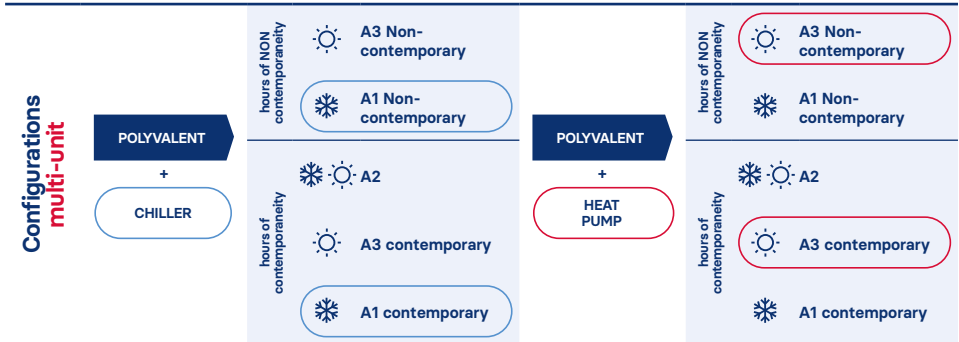 Configurations
multi-unit
POLYVALENT
+
CHILLER
hours of NON
contemporaneity
A3 Non-
contemporary
A1 Non-
contemporary
hours of
contemporaneity
A2
A3 contemporary
A1 contemporary
POLYVALENT
+
HEAT
PUMP
hours of NON
contemporaneity
A3 Non-
contemporary
A1 Non-
contemporary
hours of
contemporaneity
A2
A3 contemporary
A1 contemporary